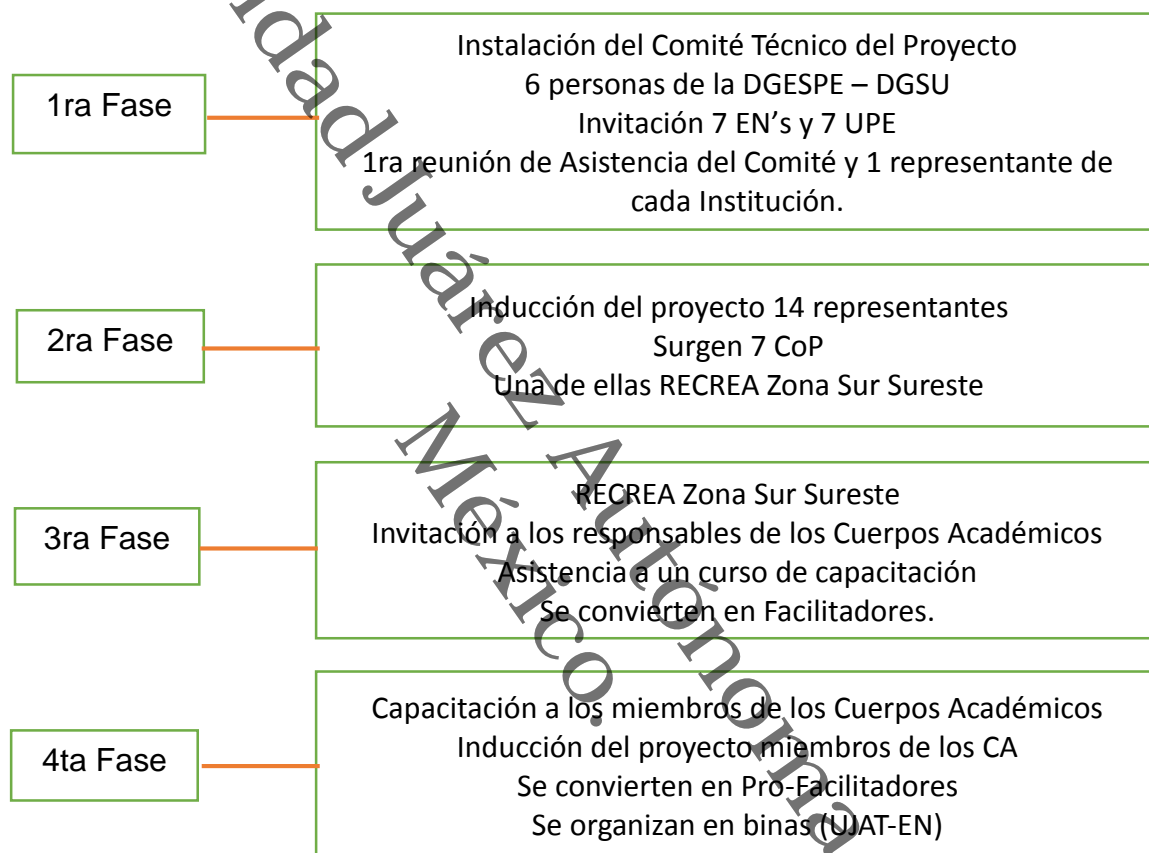 1ra Fase
Instalación del Comité Técnico del Proyecto
6 personas de la DGESPE – DGSU
Invitación 7 EN’s y 7 UPE
1ra reunión de Asistencia del Comité y 1 representante de
cada Institución.
2ra Fase
Inducción del proyecto 14 representantes
Surgen 7 CoP
Una de ellas RECREA Zona Sur Sureste
3ra Fase
RECREA Zona Sur Sureste
Invitación a los responsables de los Cuerpos Académicos
Asistencia a un curso de capacitación
Se convierten en Facilitadores.
4ta Fase
Capacitación a los miembros de los Cuerpos Académicos
Inducción del proyecto miembros de los CA
Se convierten en Pro-Facilitadores
Se organizan en binas (UJAT-EN)
Juárez Autónoma
México.